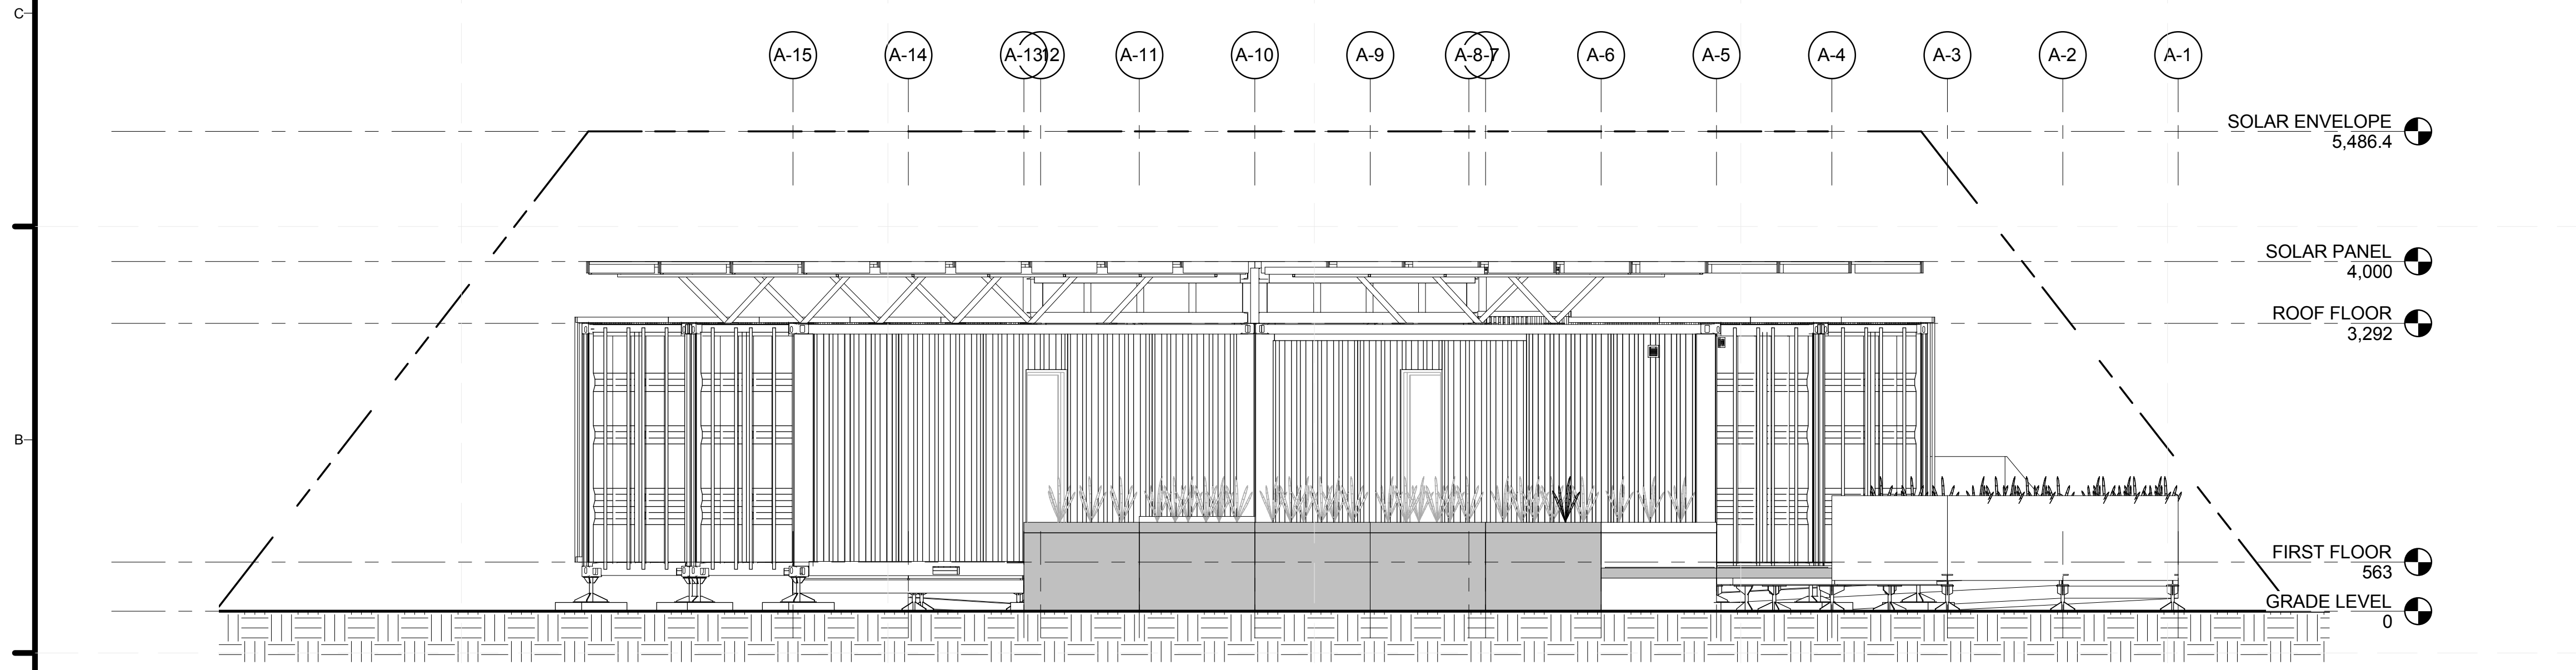 C
A-15
A-14
A-13
12
A-11
A-10
A-9
A-8
-7
A-6
A-5
A-4
A-3
A-2
A-1
SOLAR ENVELOPE
5,486.4
SOLAR PANEL
4,000
ROOF FLOOR
3,292
B
FIRST FLOOR
563
GRADE LEVEL
0